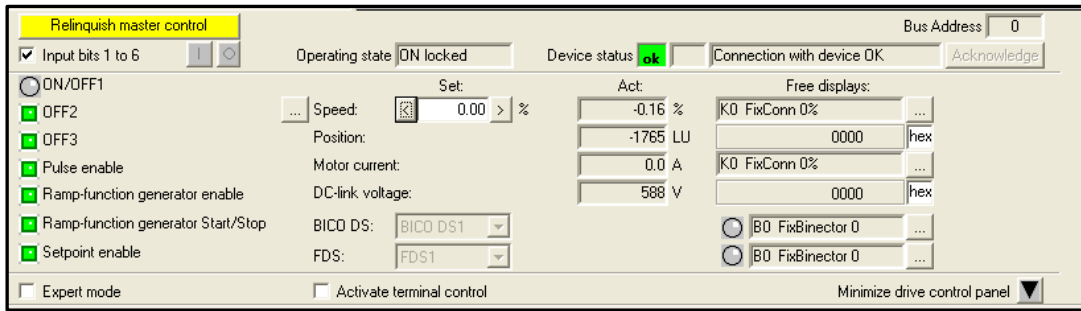 Relinquish master control Bus Address 0
Input bits 1 to 6 I O Operating state ON locked Device status ok Connection with device OK Acknowledge
ON/OFF1 Set: Act: Free displays:
OFF2 ... Speed: < 0.00 > % -0.16 % K0 FixConn 0% ...
OFF3 Position: -1765 LU 0000 hex
Pulse enable Motor current: 0.0 A K0 FixConn 0% ...
Ramp-function generator enable DC-link voltage: 588 V 0000 hex
Ramp-function generator Start/Stop BICO DS: BICO DS1 B0 FixBinector 0 ...
Setpoint enable FDS: FDS1 B0 FixBinector 0 ...
Expert mode Activate terminal control Minimize drive control panel